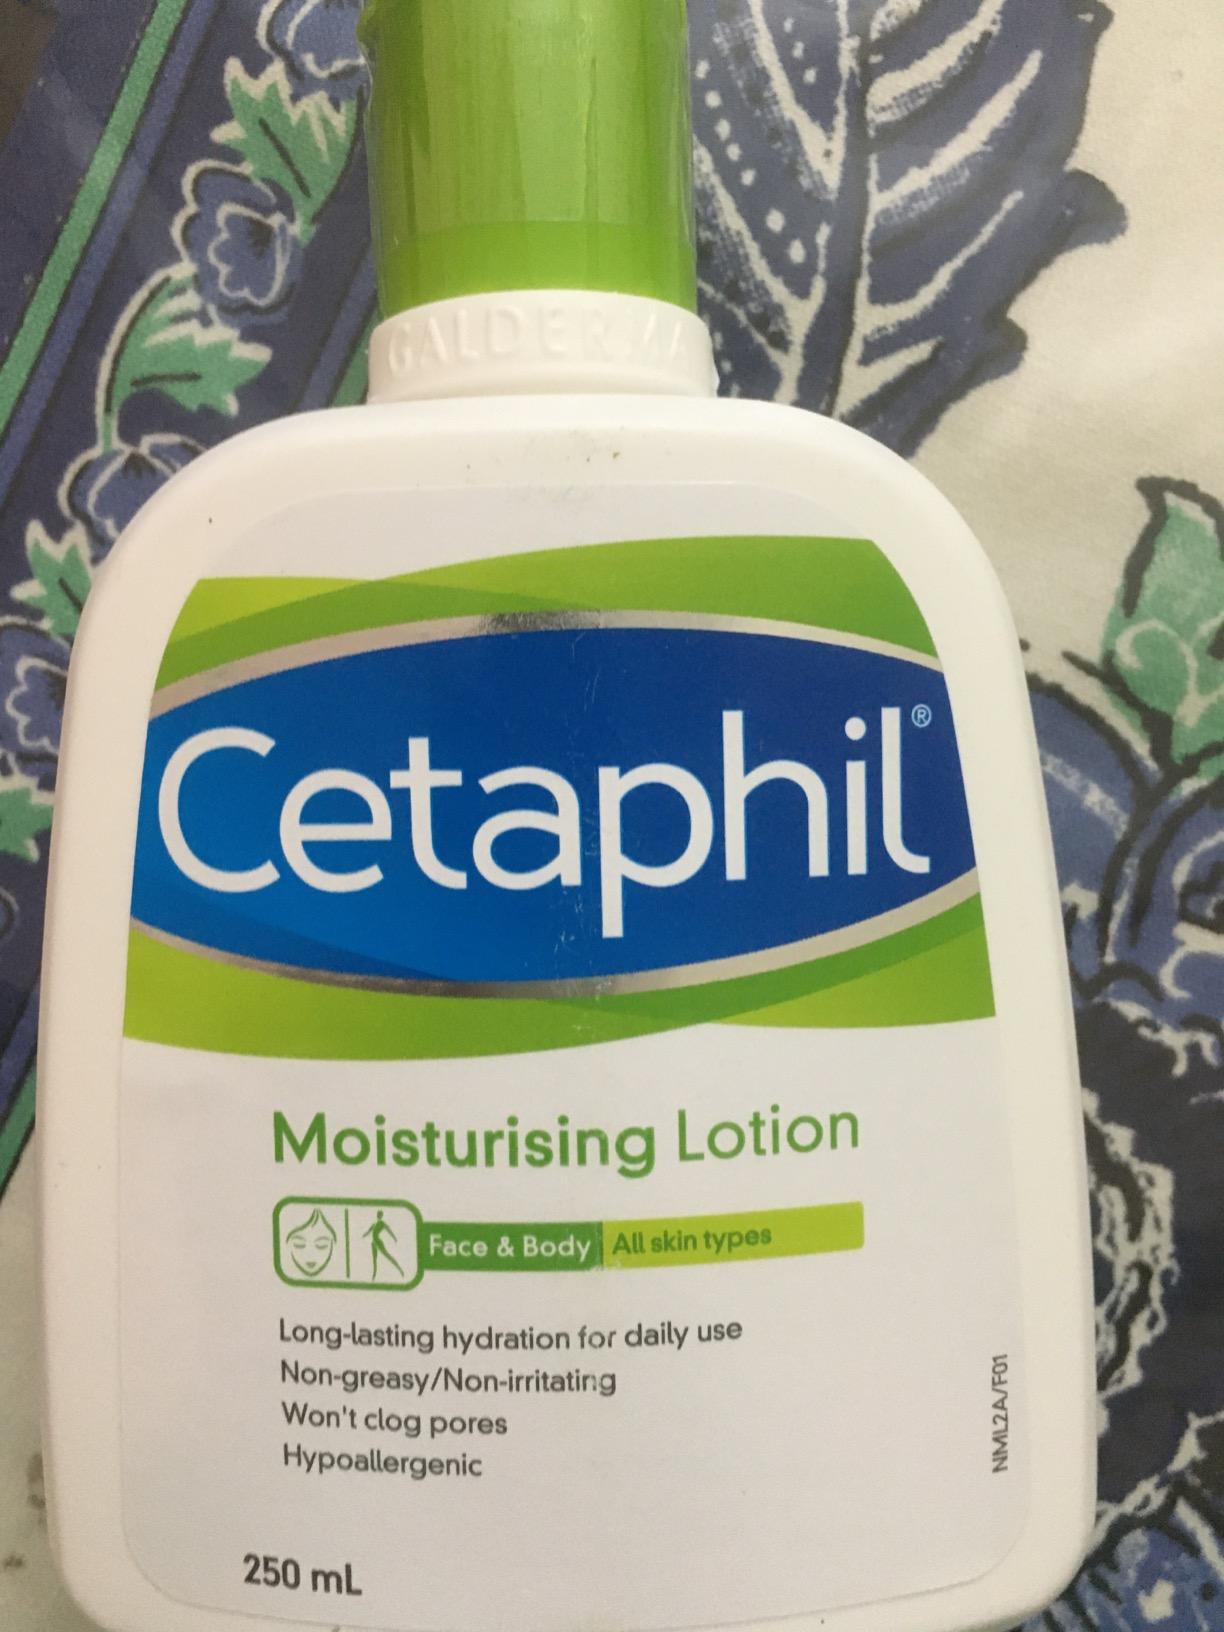 GALDERMA
Cetaphil®
Moisturising Lotion
Face & Body All skin types
Long-lasting hydration for daily use
Non-greasy/Non-irritating
Won't clog pores
Hypoallergenic
NML2A/F01
250 mL